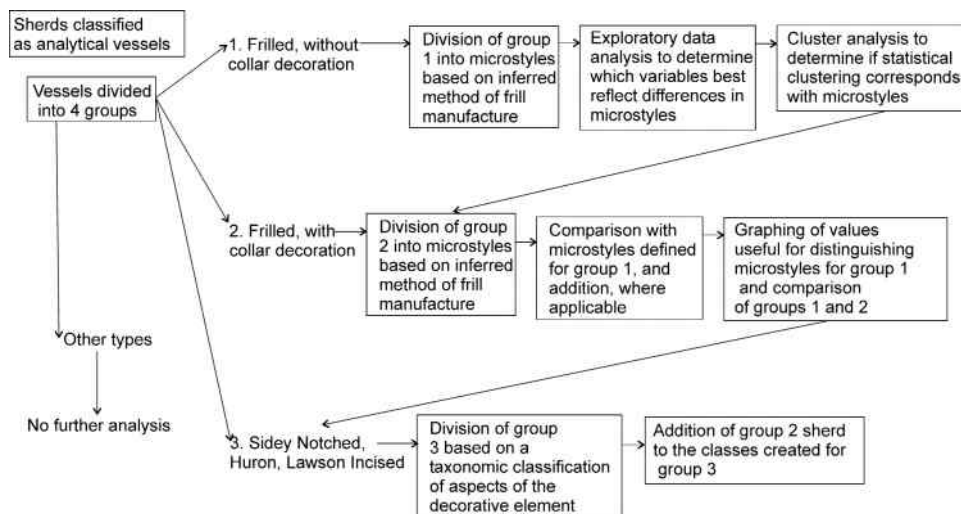 Sherds classified
as analytical vessels
Vessels divided
into 4 groups
1. Frilled, without
collar decoration
Division of group
1 into microstyles
based on inferred
method of frill
manufacture
Exploratory data
analysis to determine
which variables best
reflect differences in
microstyles
Cluster analysis to
determine if statistical
clustering corresponds
with microstyles
2. Frilled, with
collar decoration
Division of group
2 into microstyles
based on inferred
method of frill
manufacture
Comparison with
microstyles defined
for group 1, and
addition, where
applicable
Graphing of values
useful for distinguishing
microstyles for group 1
and comparison
of groups 1 and 2
Other types
No further analysis
3. Sidey Notched,
Huron, Lawson Incised
Division of group
3 based on a
taxonomic classification
of aspects of the
decorative element
Addition of group 2 sherd
to the classes created for
group 3